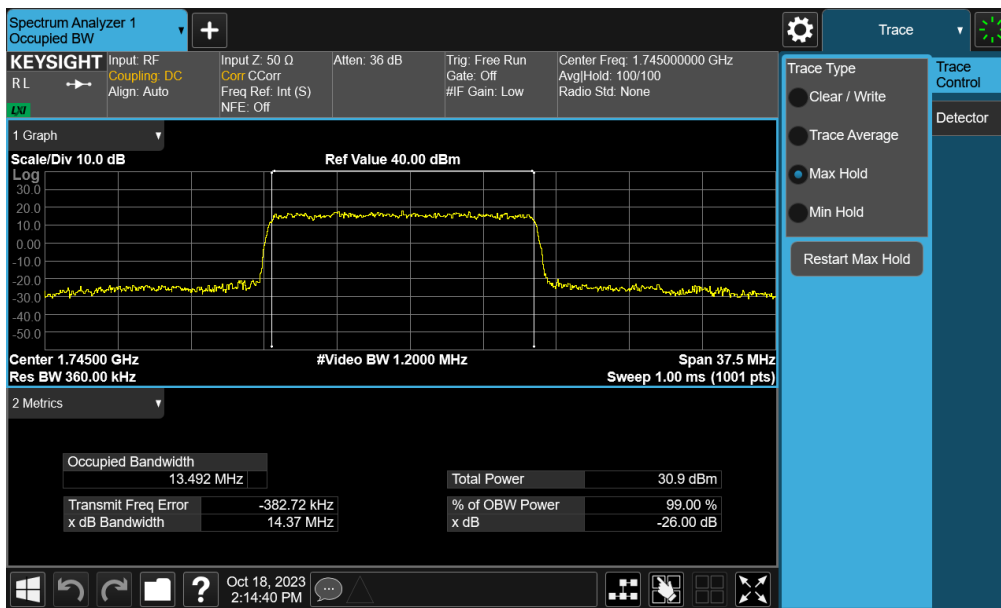 Spectrum Analyzer 1
Occupied BW
Trace
KEYSIGHT
R L
LXI
Input: RF
Coupling: DC
Align: Auto
Input Z: 50 Ω
Corr CCorr
Freq Ref: Int (S)
NFE: Off
Atten: 36 dB
Trig: Free Run
Gate: Off
#IF Gain: Low
Center Freq: 1.745000000 GHz
Avg|Hold: 100/100
Radio Std: None
Trace Type
Clear / Write
Trace Average
Max Hold
Min Hold
Restart Max Hold
Trace
Control
Detector
1 Graph
Scale/Div 10.0 dB
Ref Value 40.00 dBm
Log
30.0
20.0
10.0
0.00
-10.0
-20.0
-30.0
-40.0
-50.0
Center 1.74500 GHz
#Video BW 1.2000 MHz
Span 37.5 MHz
Res BW 360.00 kHz
Sweep 1.00 ms (1001 pts)
2 Metrics
Occupied Bandwidth
13.492 MHz
Total Power 30.9 dBm
Transmit Freq Error -382.72 kHz
% of OBW Power 99.00 %
x dB Bandwidth 14.37 MHz
x dB -26.00 dB
?
Oct 18, 2023
2:14:40 PM